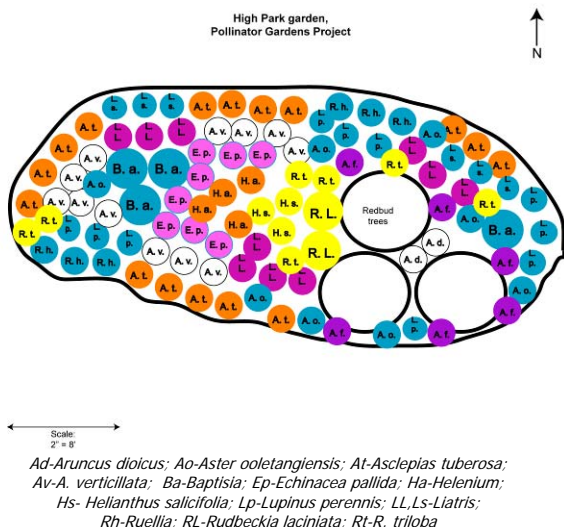 High Park garden,
Pollinator Gardens Project
N
L. s.
L. s.
L. s.
A. t.
A. t.
A. t.
A. t.
R. h.
R. h.
R. h.
A. t.
L. L.
L. L.
L. L.
A. v.
A. v.
A. v.
L. p.
L. p.
L. p.
A. o.
A. t.
A. t.
A. t.
A. v.
E. p.
E. p.
E. p.
A. v.
A. o.
A. f.
R. t.
L. L.
L. s.
A. t.
A. t.
A. v.
A. o.
B. a.
B. a.
E. p.
H. a.
R. t.
R. t.
L. L.
L. s.
A. t.
A. t.
A. v.
A. v.
A. v.
B. a.
E. p.
H. a.
H. a.
H. s.
R. L.
Redbud
trees
A. f.
L. L.
R. t.
L. s.
L. p.
R. t.
R. t.
L. p.
E. p.
E. p.
H. a.
H. s.
A. o.
B. a.
L. p.
R. h.
R. h.
R. h.
L. p.
L. p.
A. v.
A. v.
A. v.
E. p.
L. L.
H. s.
R. t.
R. L.
A. d.
A. d.
A. f.
L. p.
A. t.
A. t.
A. t.
A. t.
A. t.
L. L.
L. L.
L. L.
A. o.
A. t.
A. o.
A. f.
A. o.
L. p.
A. f.
A. f.
A. o.
Scale:
2" = 8'
Ad-Aruncus dioicus; Ao-Aster ooletangiensis; At-Asclepias tuberosa;
Av-A. verticillata; Ba-Baptisia; Ep-Echinacea pallida; Ha-Helenium;
Hs- Helianthus salicifolia; Lp-Lupinus perennis; LL,Ls-Liatris;
Rh-Ruellia; RL-Rudbeckia laciniata; Rt-R. triloba